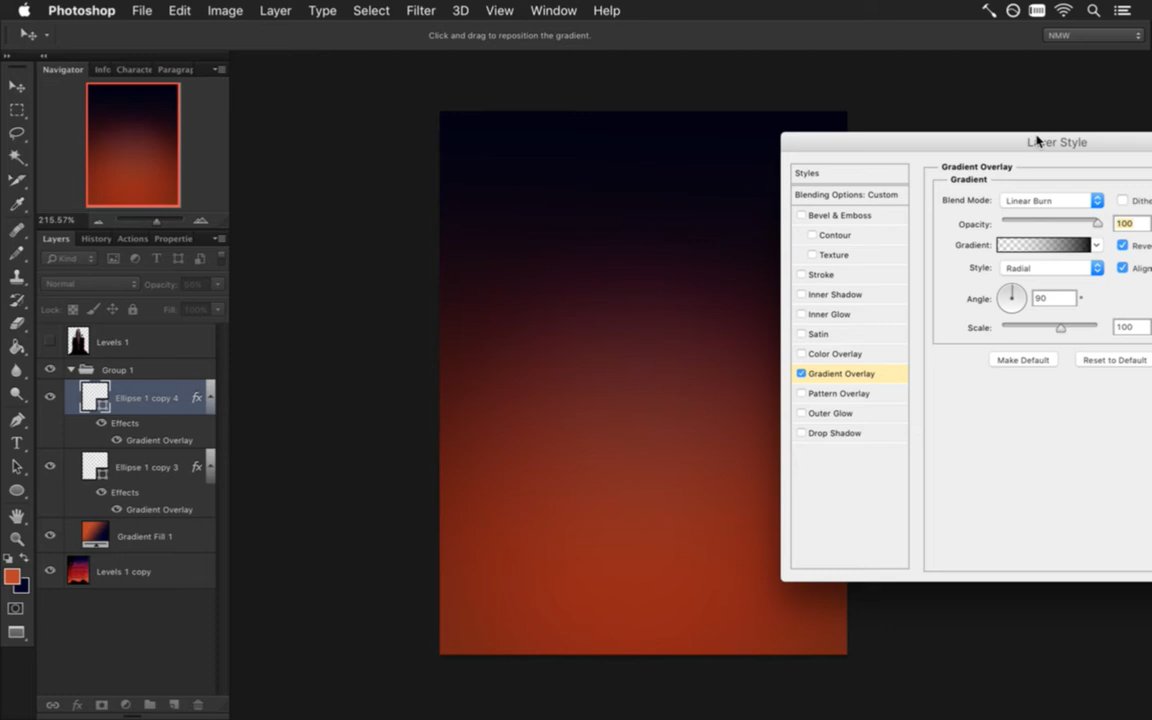 Photoshop File Edit Image Layer Type Select Filter 3D View Window Help
Click and drag to reposition the gradient.
NMW
Navigator Info Characte Paragrap
215.57%
Layers History Actions Propertie
Kind
Normal Opacity: 56%
Lock: Fill: 100%
Levels 1
Group 1
Ellipse 1 copy 4 fx
Effects
Gradient Overlay
Ellipse 1 copy 3 fx
Effects
Gradient Overlay
Gradient Fill 1
Levels 1 copy
fx
Styles
Blending Options: Custom
Bevel & Emboss
Contour
Texture
Stroke
Inner Shadow
Inner Glow
Satin
Color Overlay
Gradient Overlay
Pattern Overlay
Outer Glow
Drop Shadow
Gradient Overlay
Gradient
Blend Mode: Linear Burn Dithe
Opacity: 100
Gradient: Reve
Style: Radial Align
Angle: 90 °
Scale: 100
Make Default Reset to Default